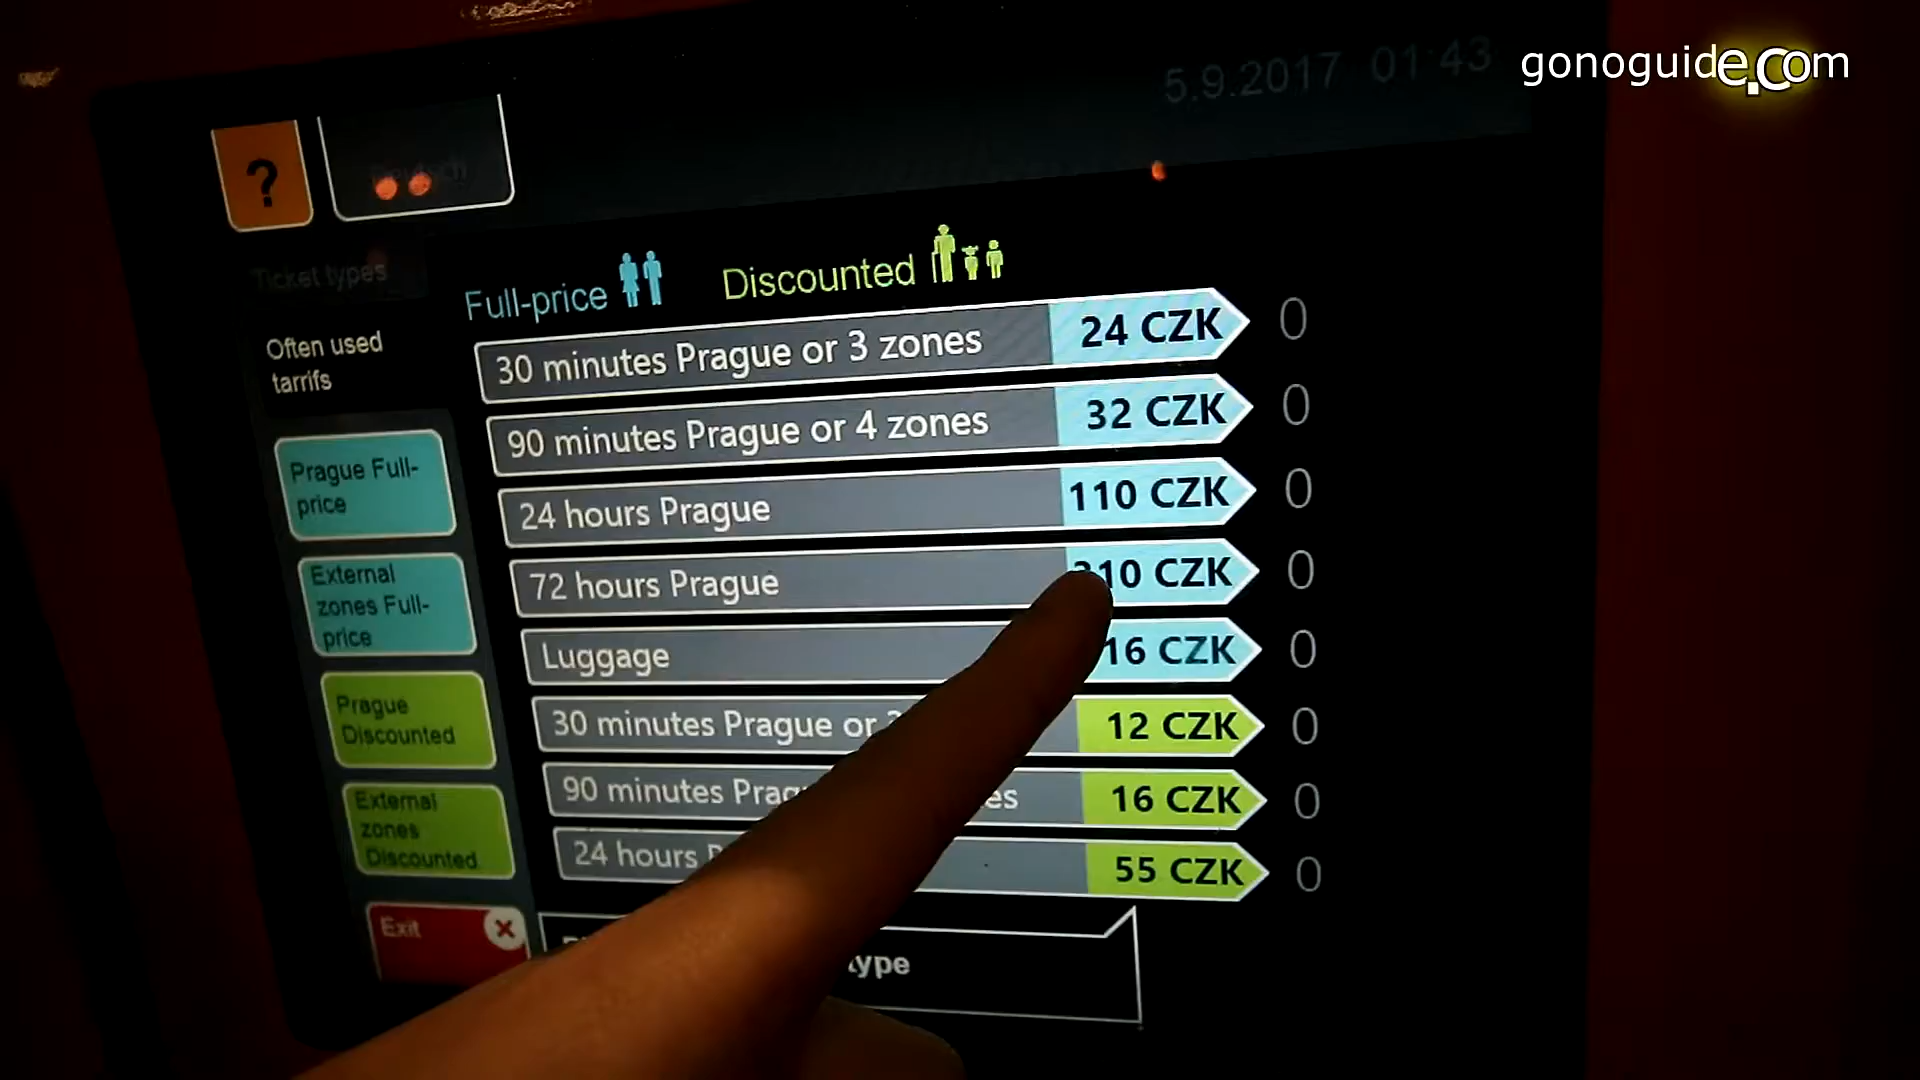 gonoguide.com
5.9.2017 01:43
?
Deutsch
Ticket types
Full-price
Discounted
Often used
tarrifs
30 minutes Prague or 3 zones 24 CZK 0
90 minutes Prague or 4 zones 32 CZK 0
24 hours Prague 110 CZK 0
72 hours Prague 310 CZK 0
Luggage 16 CZK 0
30 minutes Prague or 12 CZK 0
90 minutes 16 CZK 0
24 hours 55 CZK 0
Prague Full-
price
External
zones Full-
price
Prague
Discounted
External
zones
Discounted
Exit X
type